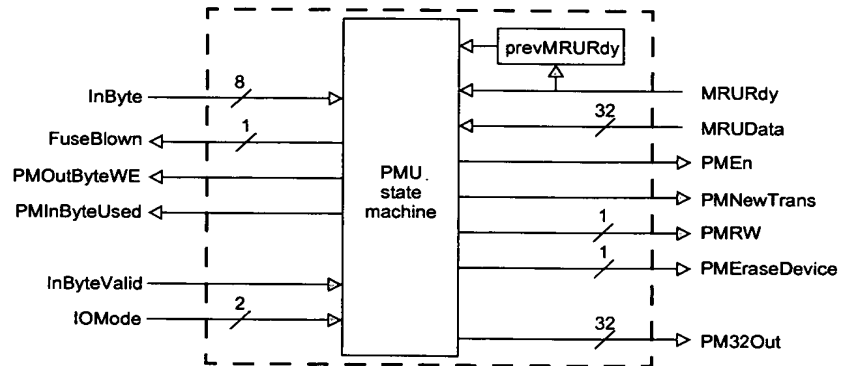 prevMRURdy
InByte
8
MRURdy
FuseBlown
1
32
MRUData
PMOutByteWE
PMU
state
machine
PMEn
PMInByteUsed
PMNewTrans
1
PMRW
1
PMEraseDevice
InByteValid
IOMode
2
32
PM32Out